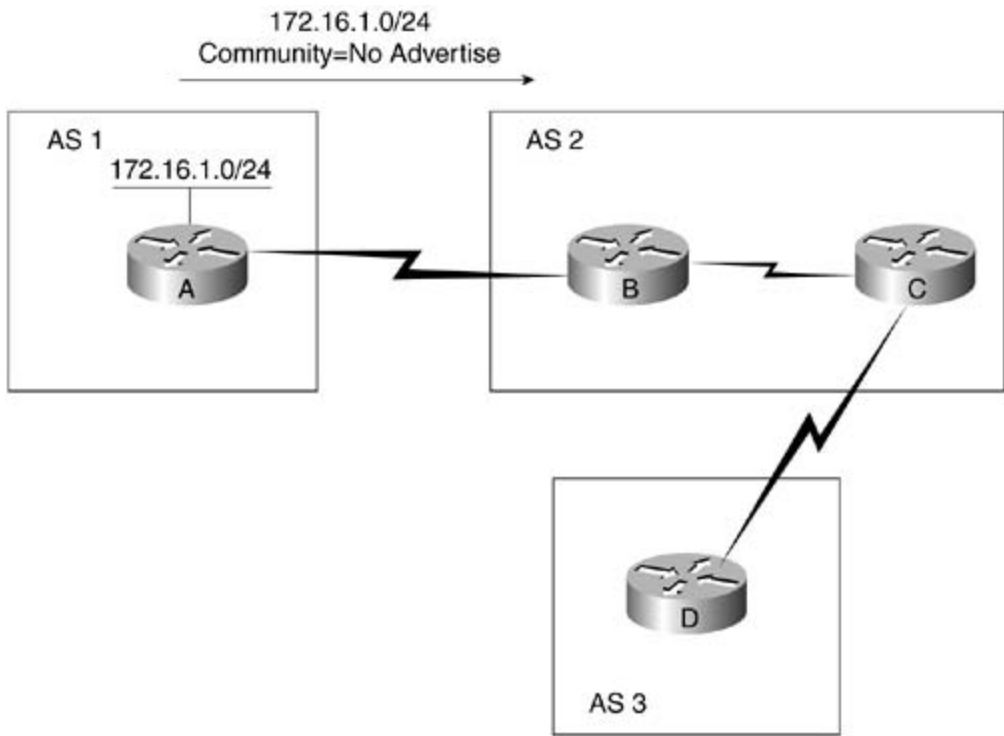 172.16.1.0/24
Community=No Advertise
AS 1
172.16.1.0/24
A
AS 2
B
C
D
AS 3